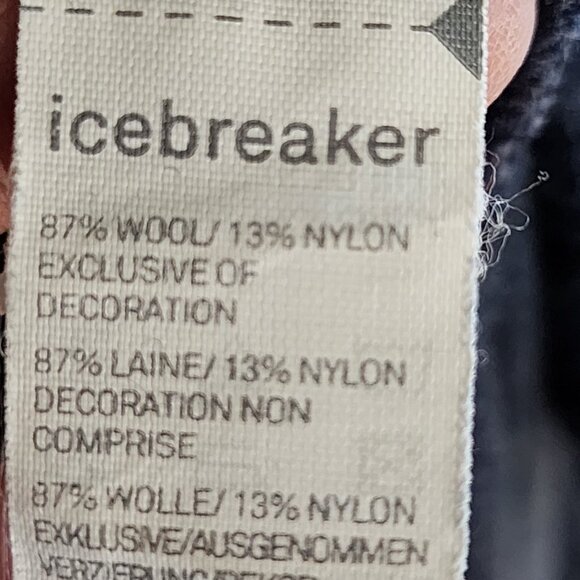 icebreaker
87% WOOL/ 13% NYLON
EXCLUSIVE OF
DECORATION
87% LAINE/ 13% NYLON
DECORATION NON
COMPRISE
87% WOLLE/ 13% NYLON
EXKLUSIVE/AUSGENOMMEN